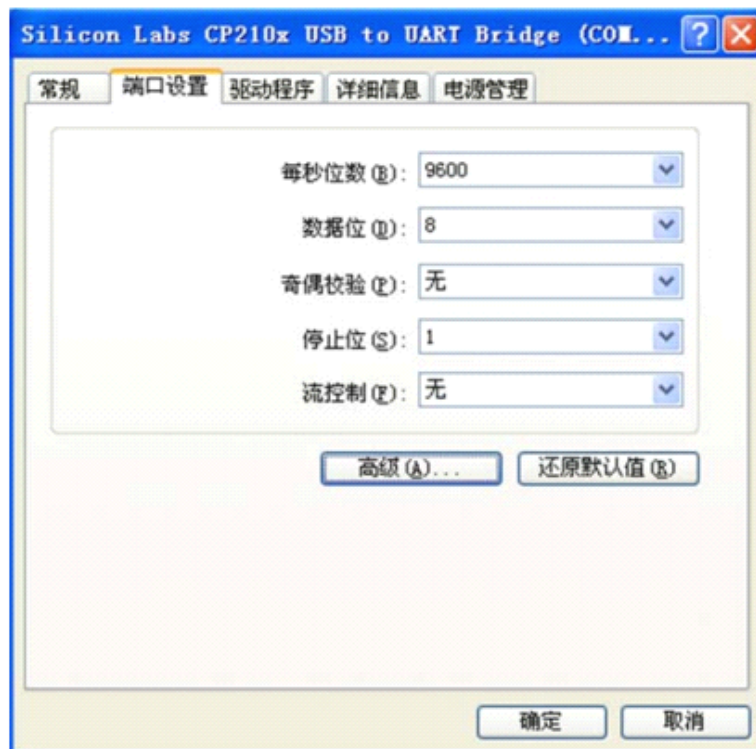 Silicon Labs CP210x USB to UART Bridge (COM...
常规 端口设置 驱动程序 详细信息 电源管理
每秒位数(B): 9600
数据位(D): 8
奇偶校验(P): 无
停止位(S): 1
流控制(F): 无
高级(A)... 还原默认值(R)
确定 取消